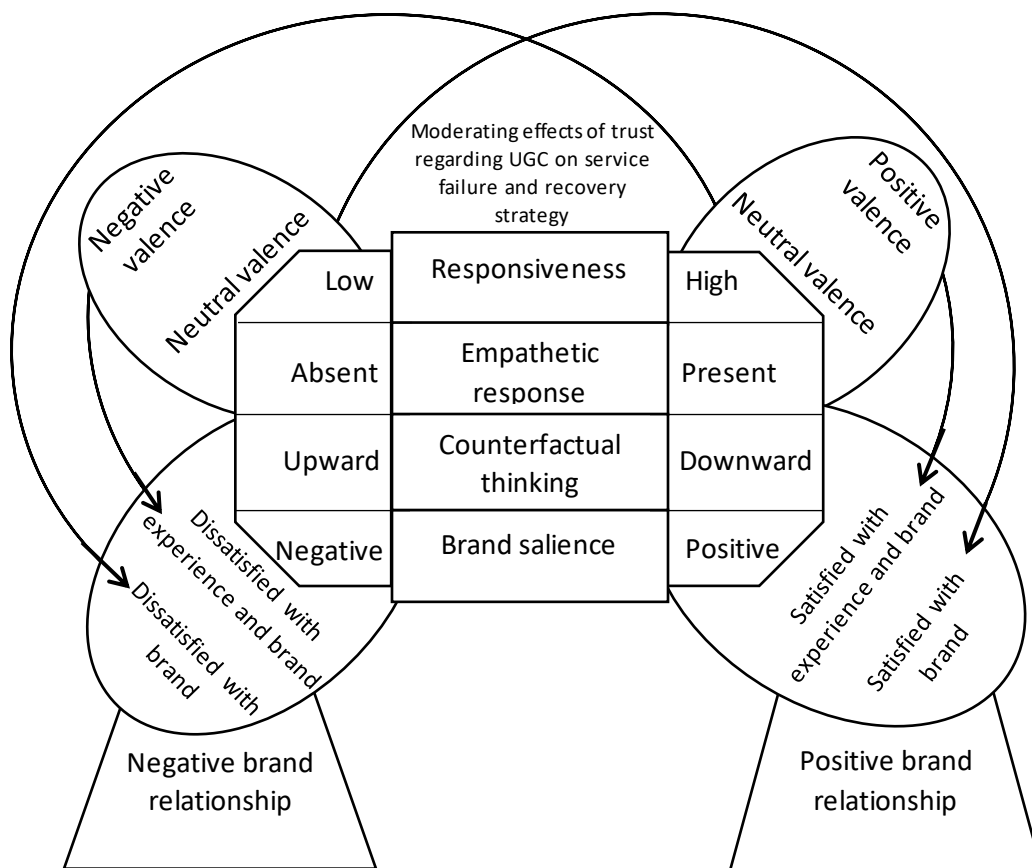 Moderating effects of trust
regarding UGC on service
failure and recovery
strategy
Negative
valence
Neutral valence
Positive
valence
Neutral valence
Low
Responsiveness
High
Absent
Empathetic
response
Present
Upward
Counterfactual
thinking
Downward
Negative
Brand salience
Positive
Dissatisfied with
experience and brand
Dissatisfied with
brand
Satisfied with
experience and brand
Satisfied with
brand
Negative brand
relationship
Positive brand
relationship